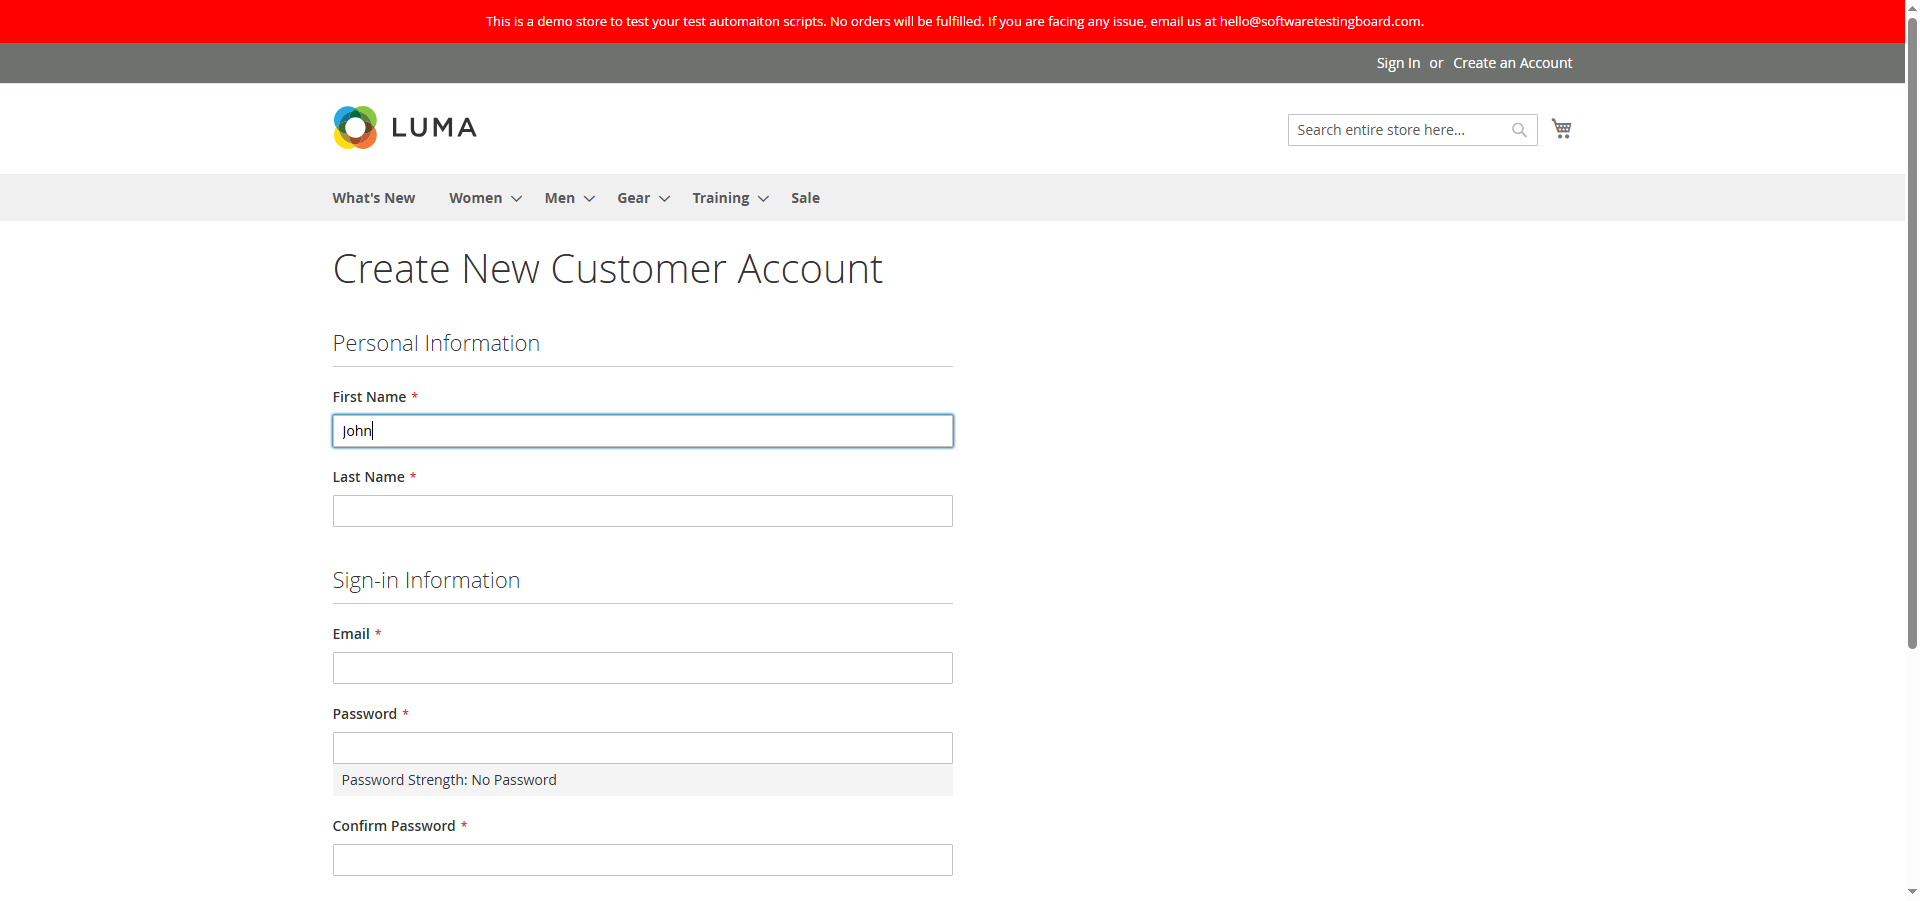 This is a demo store to test your test automaiton scripts. No orders will be fulfilled. If you are facing any issue, email us at hello@softwaretestingboard.com.
Sign In or Create an Account
LUMA
Search entire store here...
What's New Women Men Gear Training Sale
Create New Customer Account
Personal Information
First Name *
John
Last Name *
Sign-in Information
Email *
Password *
Password Strength: No Password
Confirm Password *